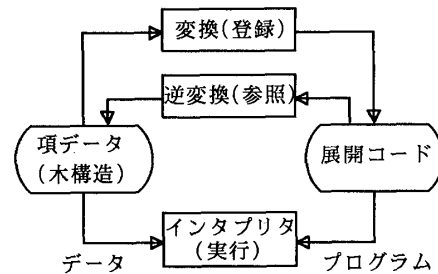 変換(登録)
逆変換(参照)
項データ
(木構造)
展開コード
インタプリタ
(実行)
データ
プログラム